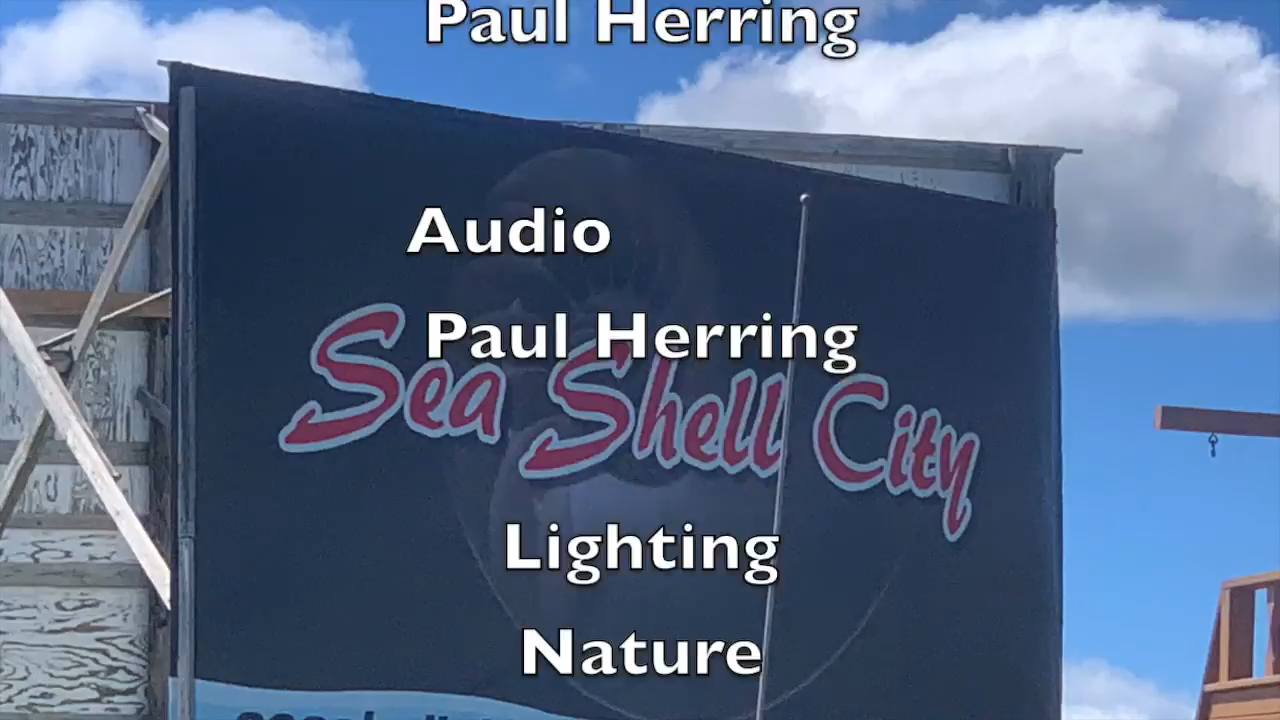 Paul Herring
Audio
Paul Herring
Sea Shell City
Lighting
Nature